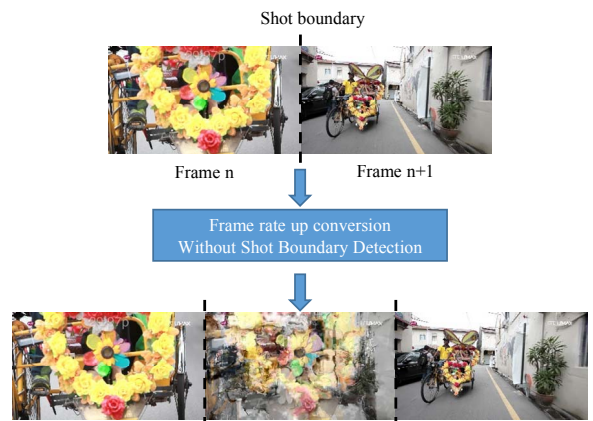 Shot boundary
Frame n
Frame n+1
Frame rate up conversion
Without Shot Boundary Detection